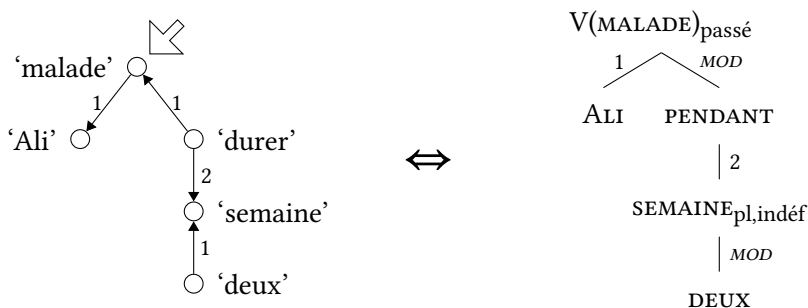 V(MALADE)passé
'malade'
1 MOD
1 1
ALI PENDANT
'Ali' 'durer'
⇔
2 2
'semaine' SEMAINEpl,indéf
1 MOD
'deux' DEUX